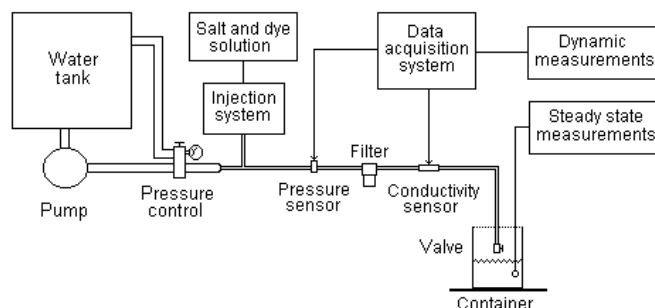 Water
tank
Salt and dye
solution
Injection
system
Data
acquisition
system
Dynamic
measurements
Steady state
measurements
Filter
Pump
Pressure
control
Pressure
sensor
Conductivity
sensor
Valve
Container